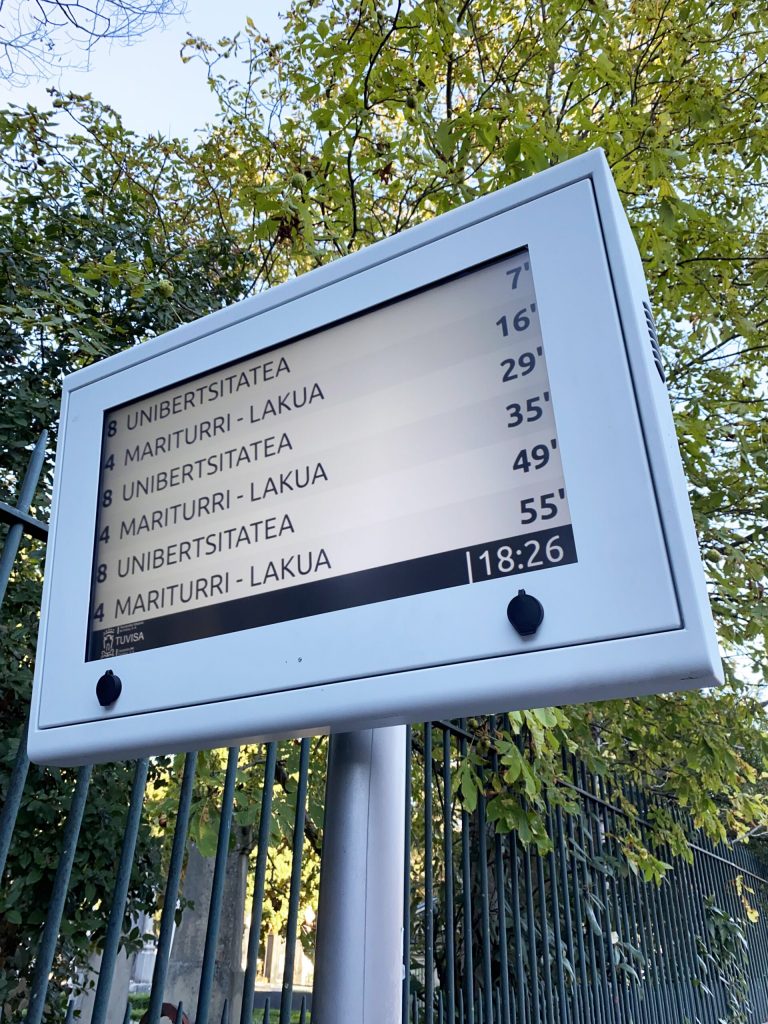 8 UNIBERTSITATEA 7'
4 MARITURRI - LAKUA 16'
8 UNIBERTSITATEA 29'
4 MARITURRI - LAKUA 35'
8 UNIBERTSITATEA 49'
4 MARITURRI - LAKUA 55'
TUVISA |18:26